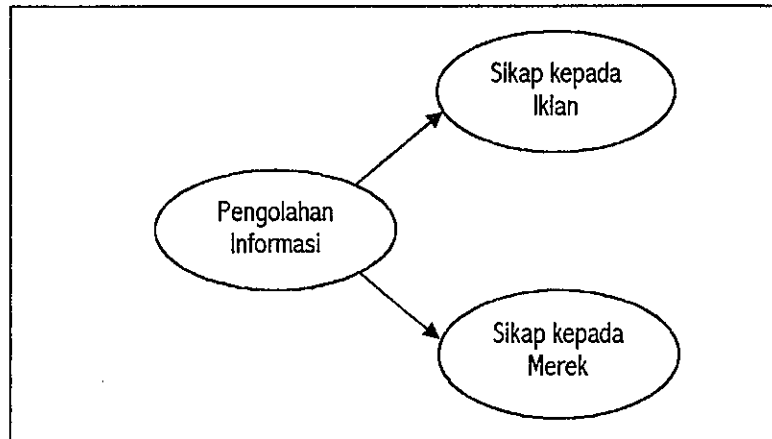 Sikap kepada
Iklan
Pengolahan
Informasi
Sikap kepada
Merek